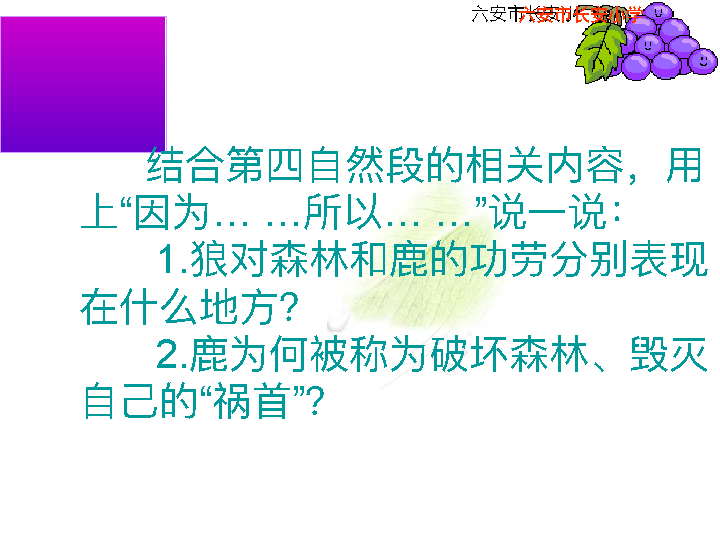 六安市长安小学
结合第四自然段的相关内容，用
上“因为… …所以… …”说一说：
1.狼对森林和鹿的功劳分别表现
在什么地方？
2.鹿为何被称为破坏森林、毁灭
自己的“祸首”？